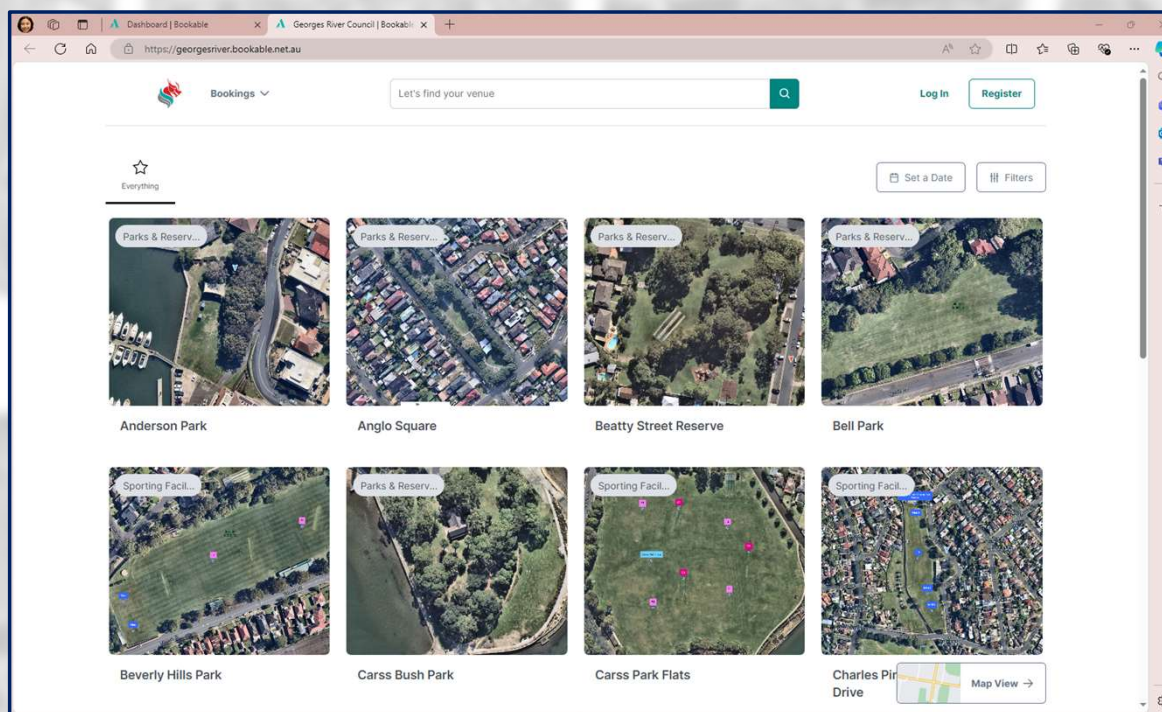 Dashboard | Bookable
Georges River Council | Bookable
https://georgesriver.bookable.net.au
Bookings
Let's find your venue
Log In
Register
Everything
Set a Date
Filters
Parks & Reserv...
Parks & Reserv...
Parks & Reserv...
Parks & Reserv...
Anderson Park
Anglo Square
Beatty Street Reserve
Bell Park
Sporting Facil...
Parks & Reserv...
Sporting Facil...
Sporting Facil...
Beverly Hills Park
Carss Bush Park
Carss Park Flats
Charles Pir
Drive
Map View